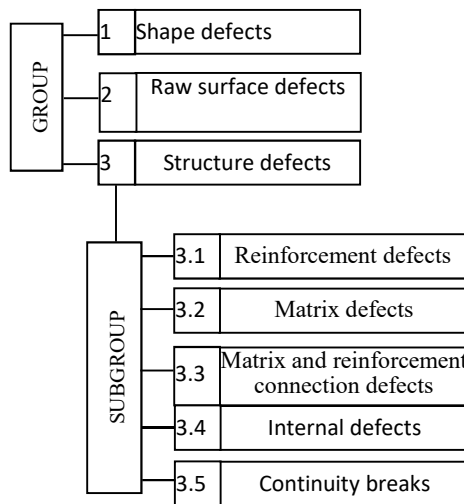 GROUP
1 Shape defects
2 Raw surface defects
3 Structure defects
SUBGROUP
3.1 Reinforcement defects
3.2 Matrix defects
3.3 Matrix and reinforcement
connection defects
3.4 Internal defects
3.5 Continuity breaks